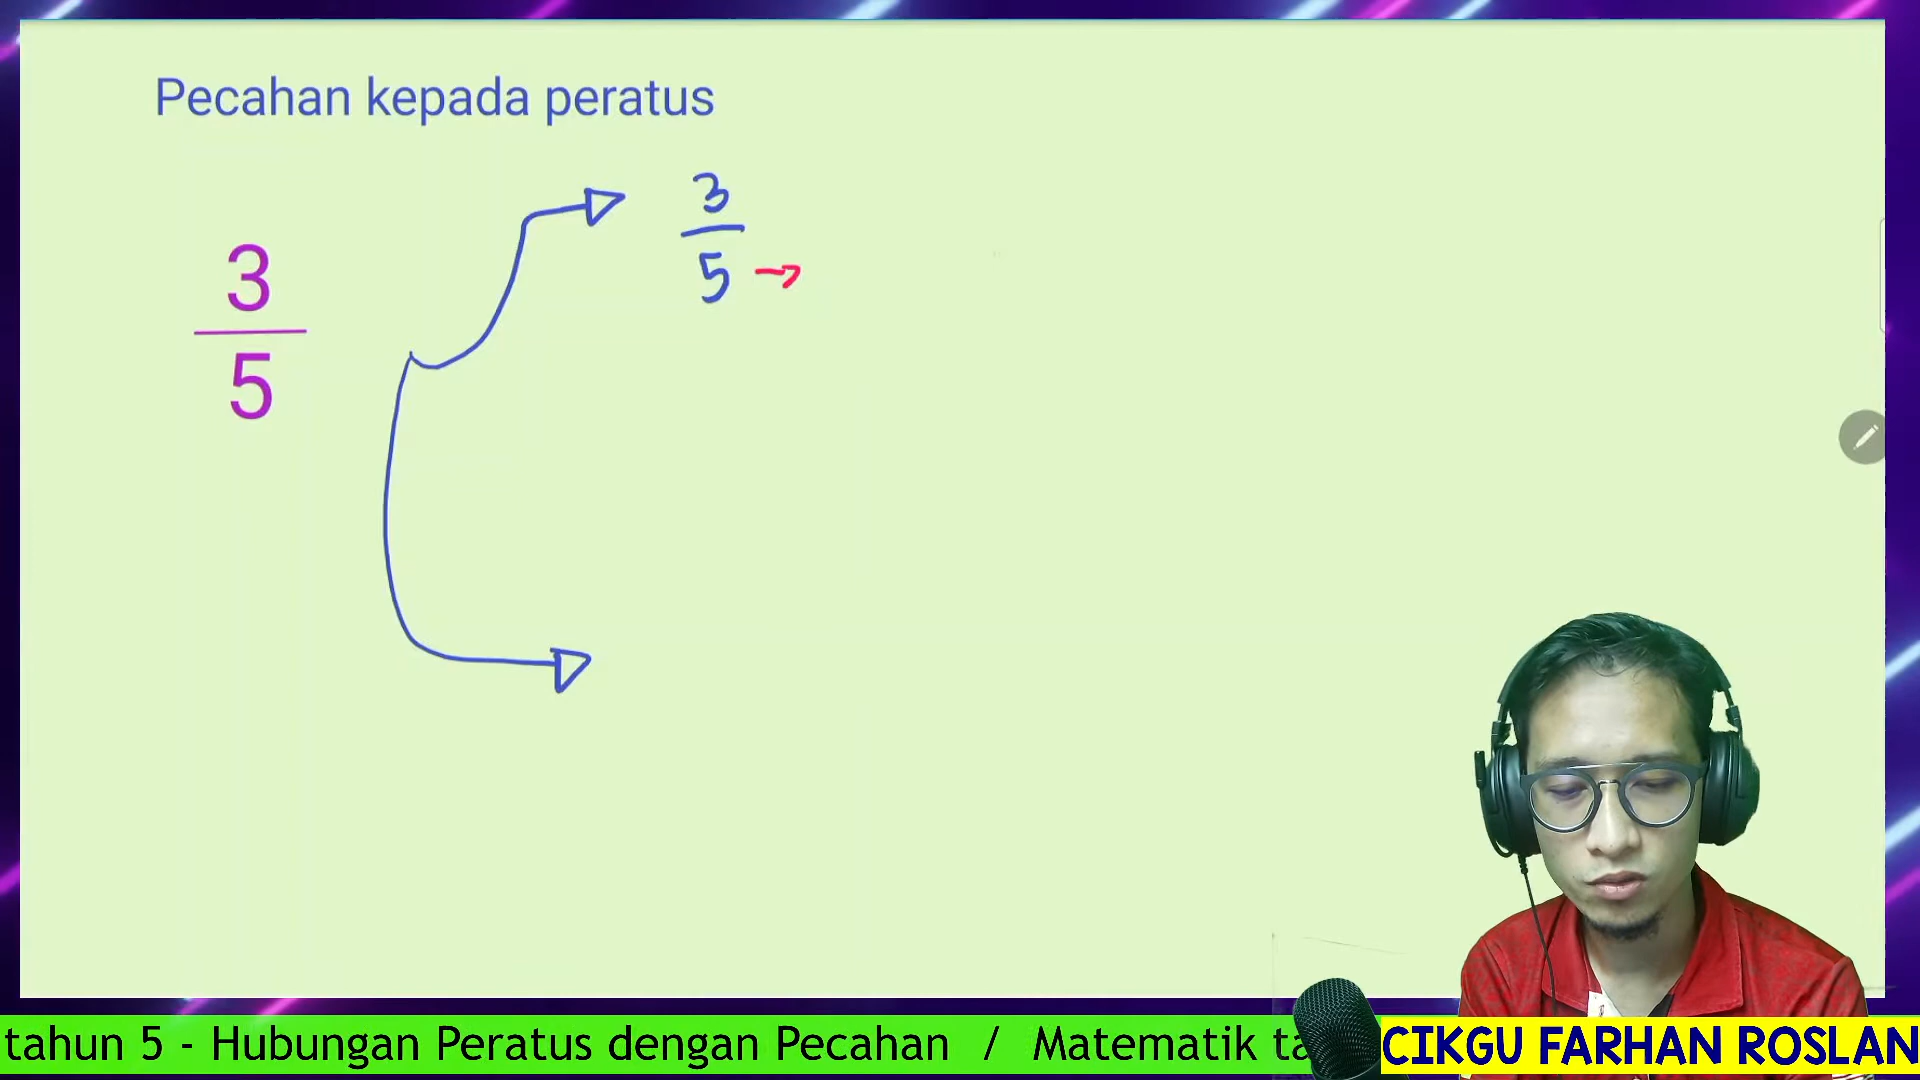 Pecahan kepada peratus
3
5
3
5
tahun 5 - Hubungan Peratus dengan Pecahan / Matematik ta
CIKGU FARHAN ROSLAN